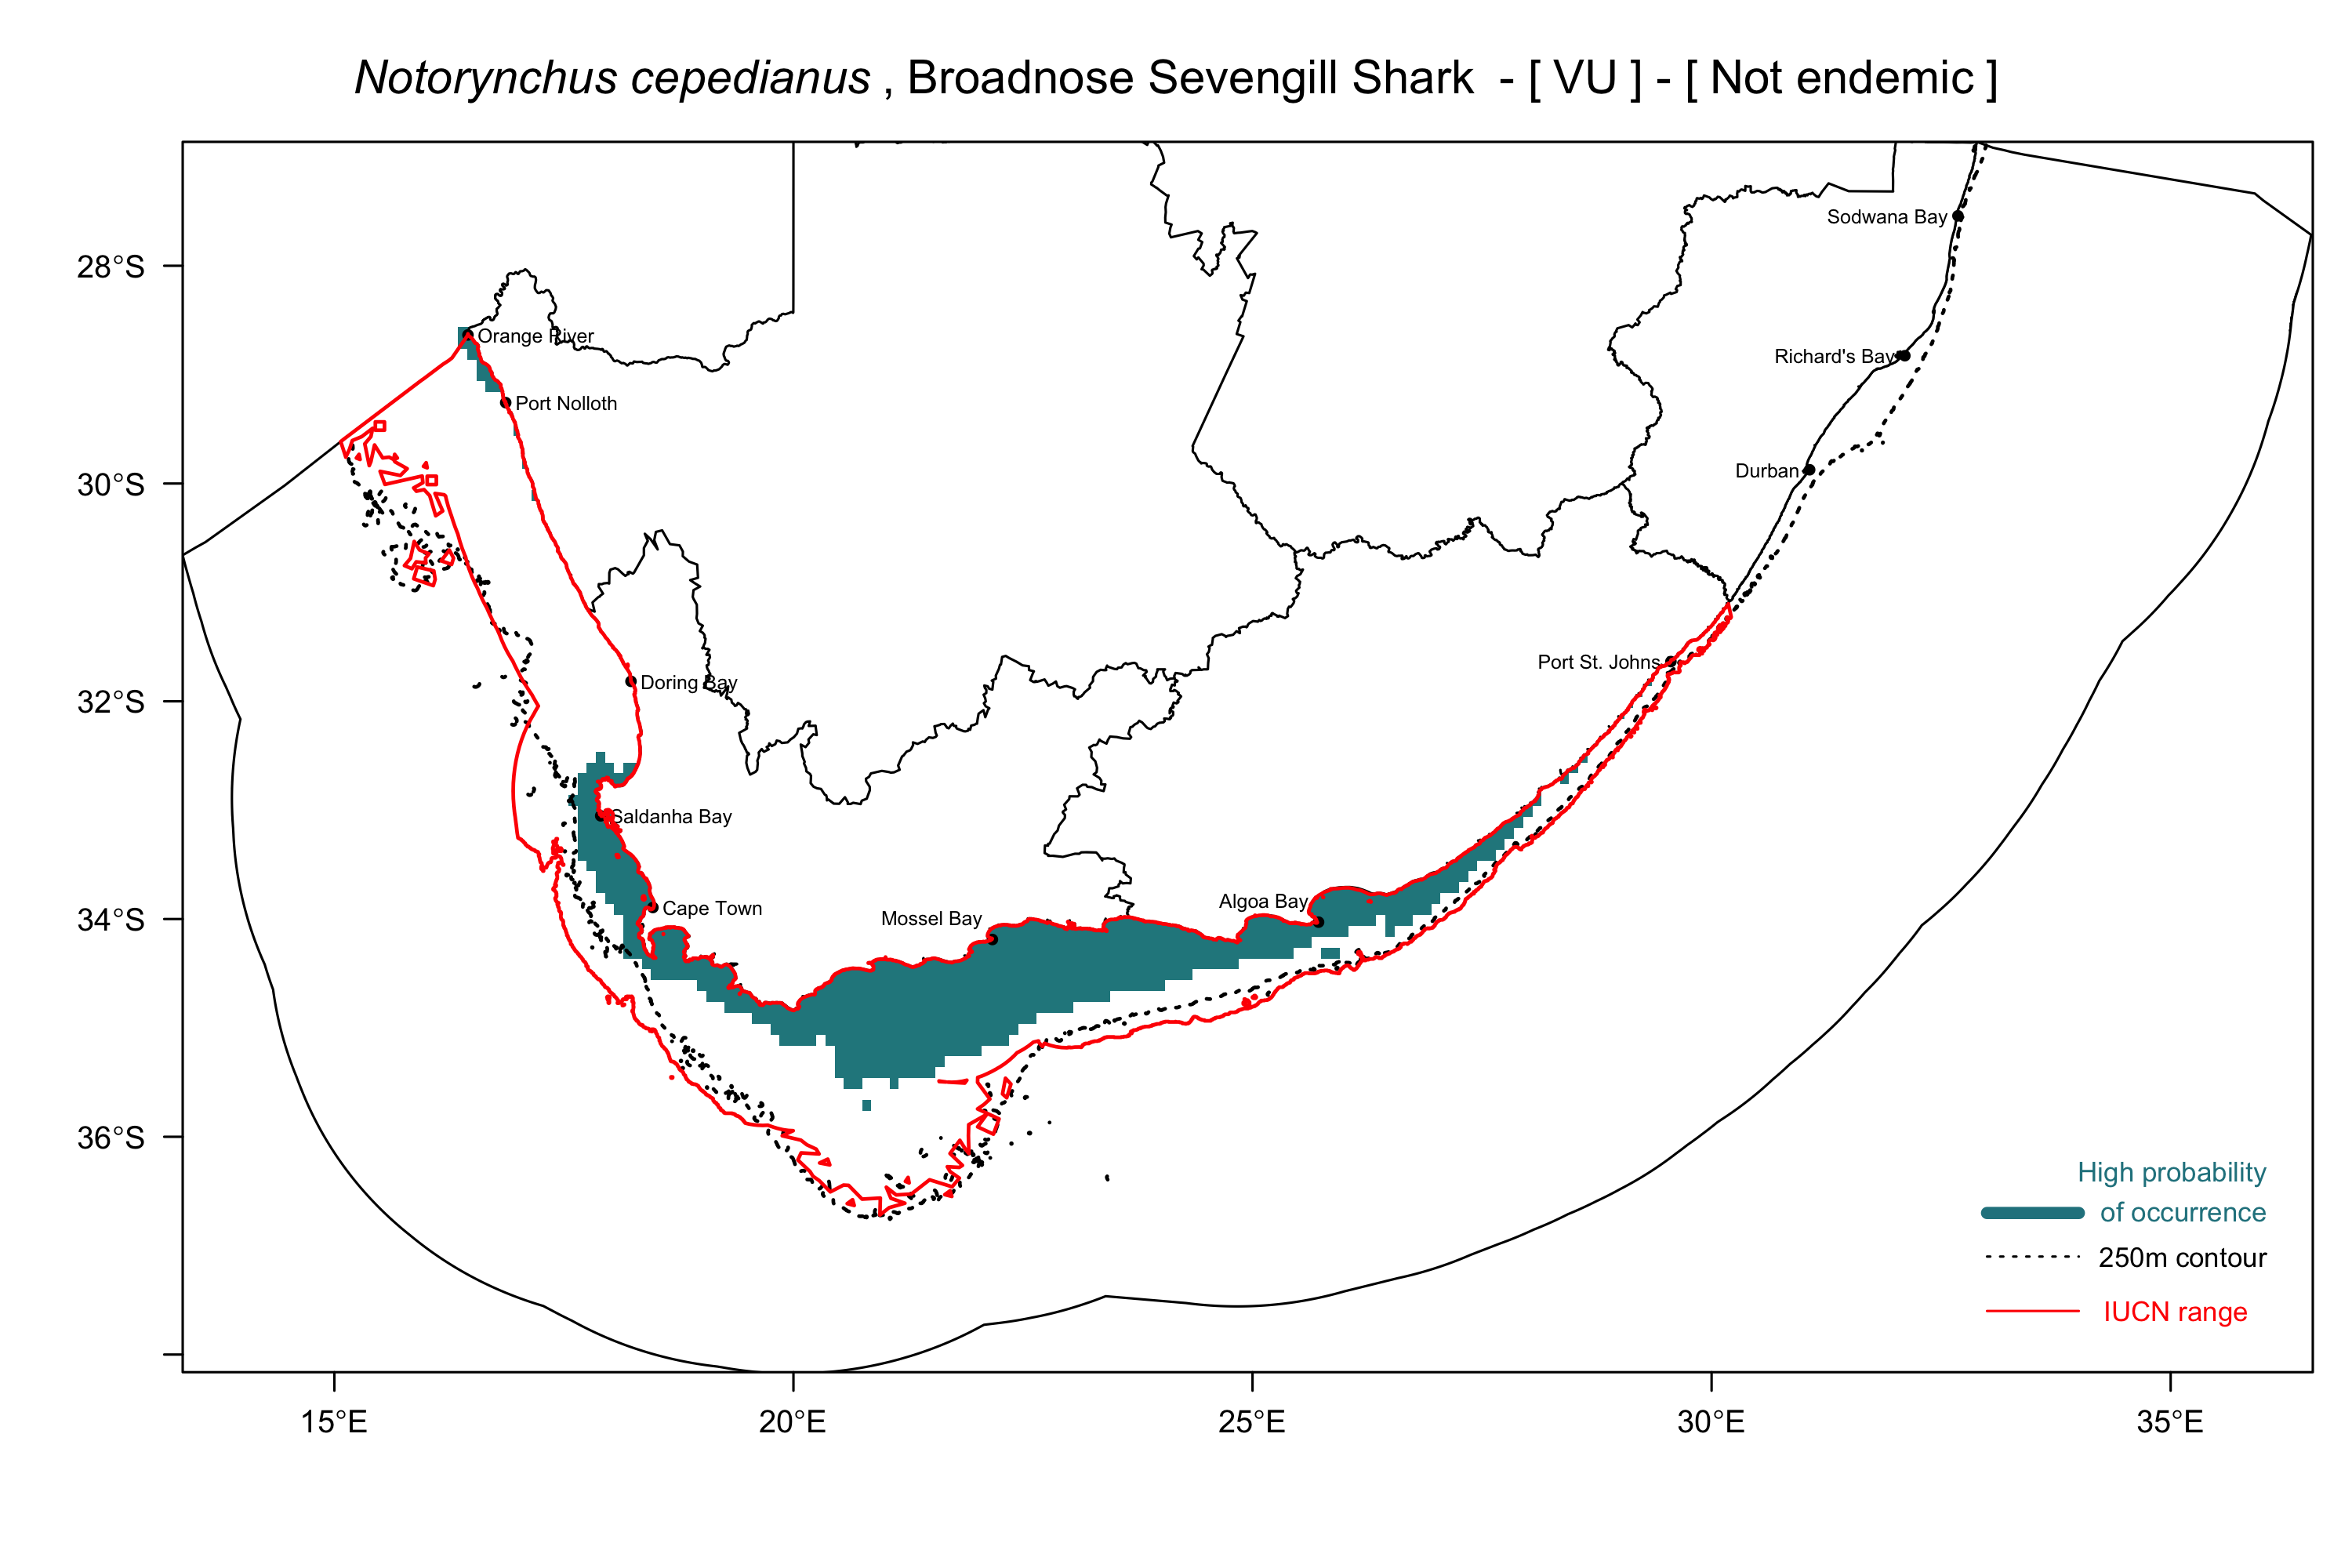 Notorynchus cepedianus , Broadnose Sevengill Shark - [ VU ] - [ Not endemic ]
Sodwana Bay
28°S
Orange River
Richard's Bay
Port Nolloth
Durban
30°S
Port St. Johns
Doring Bay
32°S
Saldanha Bay
Algoa Bay
Cape Town
Mossel Bay
34°S
36°S
High probability
of occurrence
250m contour
IUCN range
15°E
20°E
25°E
30°E
35°E